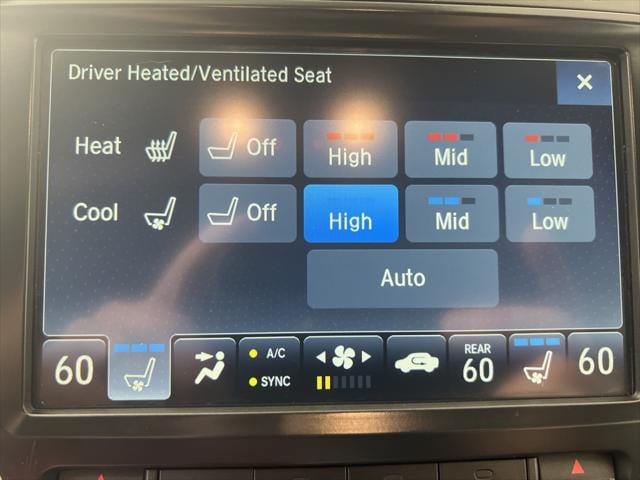 Driver Heated/Ventilated Seat
Heat Off High Mid Low
Cool Off High Mid Low
Auto
60 A/C SYNC REAR 60 60